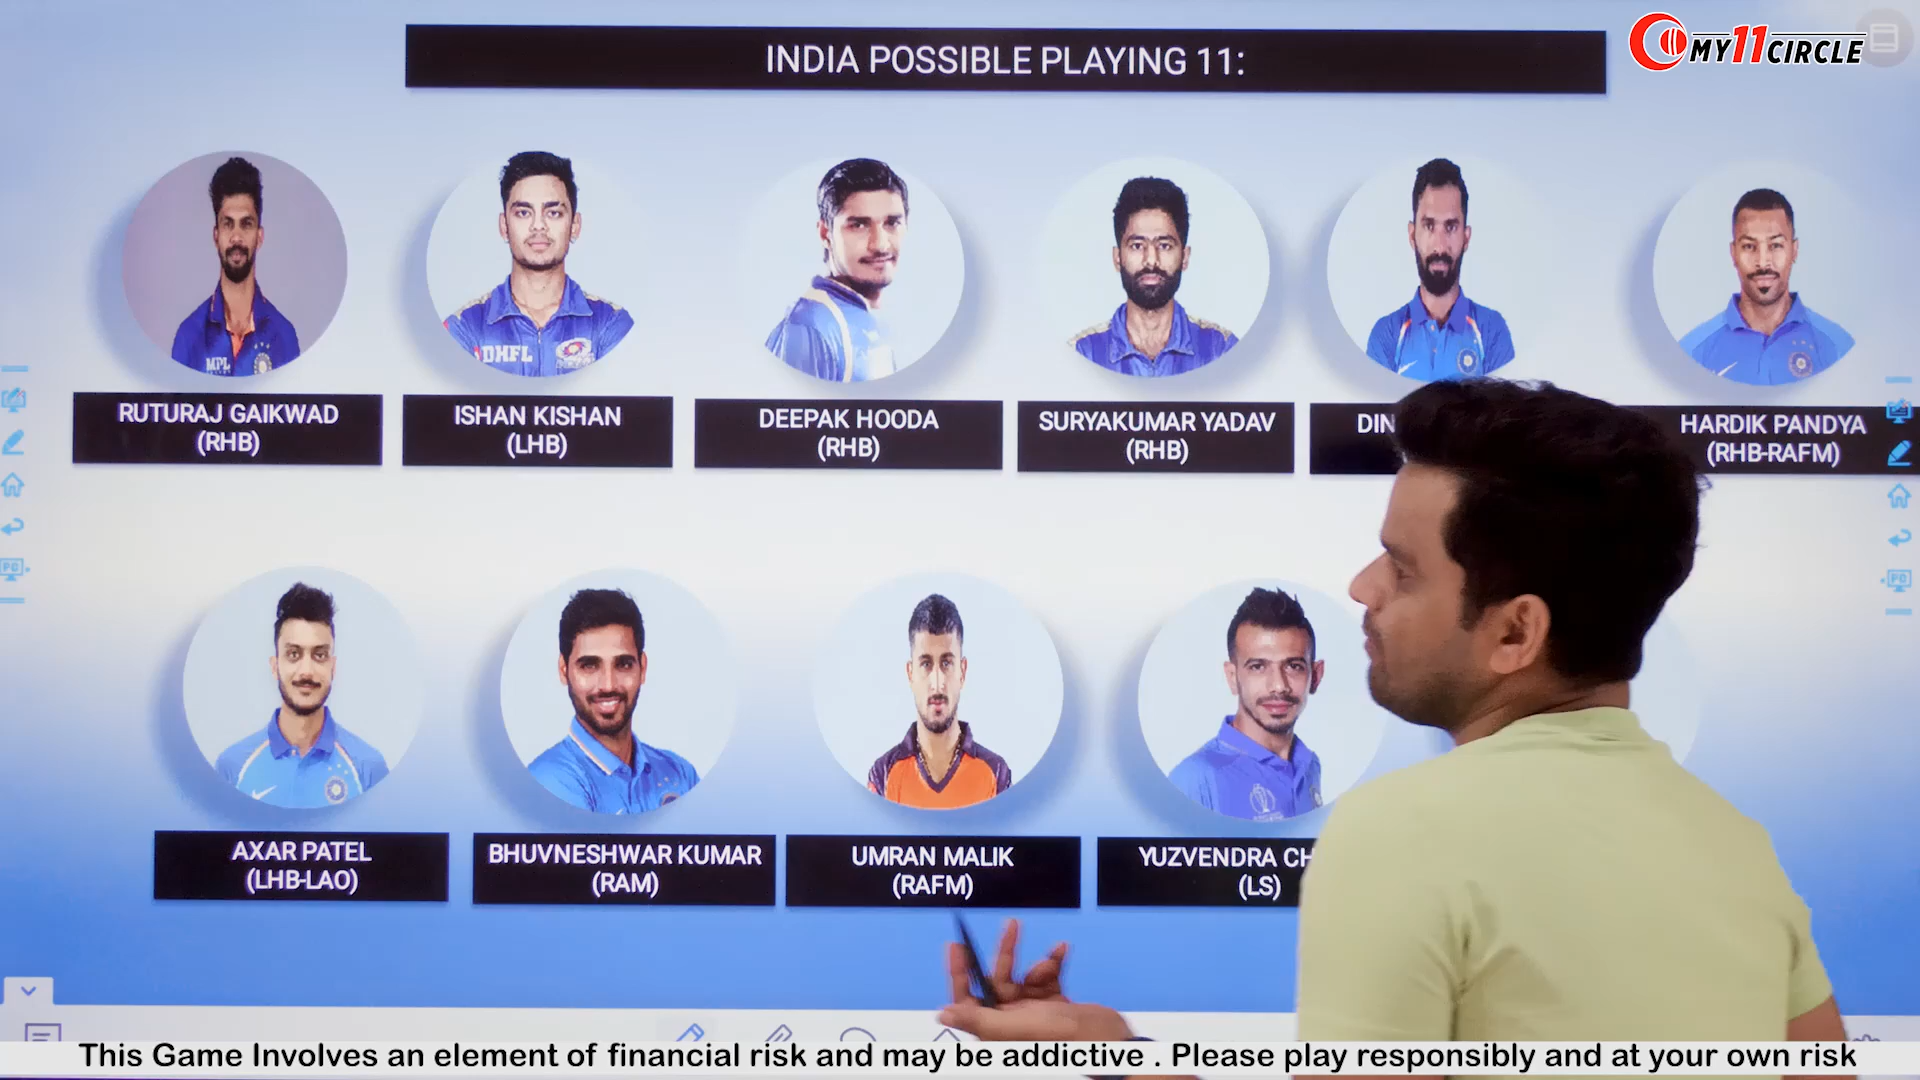 INDIA POSSIBLE PLAYING 11:
MY11CIRCLE
MPL
DHFL
RUTURAJ GAIKWAD
(RHB)
ISHAN KISHAN
(LHB)
DEEPAK HOODA
(RHB)
SURYAKUMAR YADAV
(RHB)
DIN
HARDIK PANDYA
(RHB-RAFM)
AXAR PATEL
(LHB-LAO)
BHUVNESHWAR KUMAR
(RAM)
UMRAN MALIK
(RAFM)
YUZVENDRA CH
(LS)
This Game Involves an element of financial risk and may be addictive . Please play responsibly and at your own risk